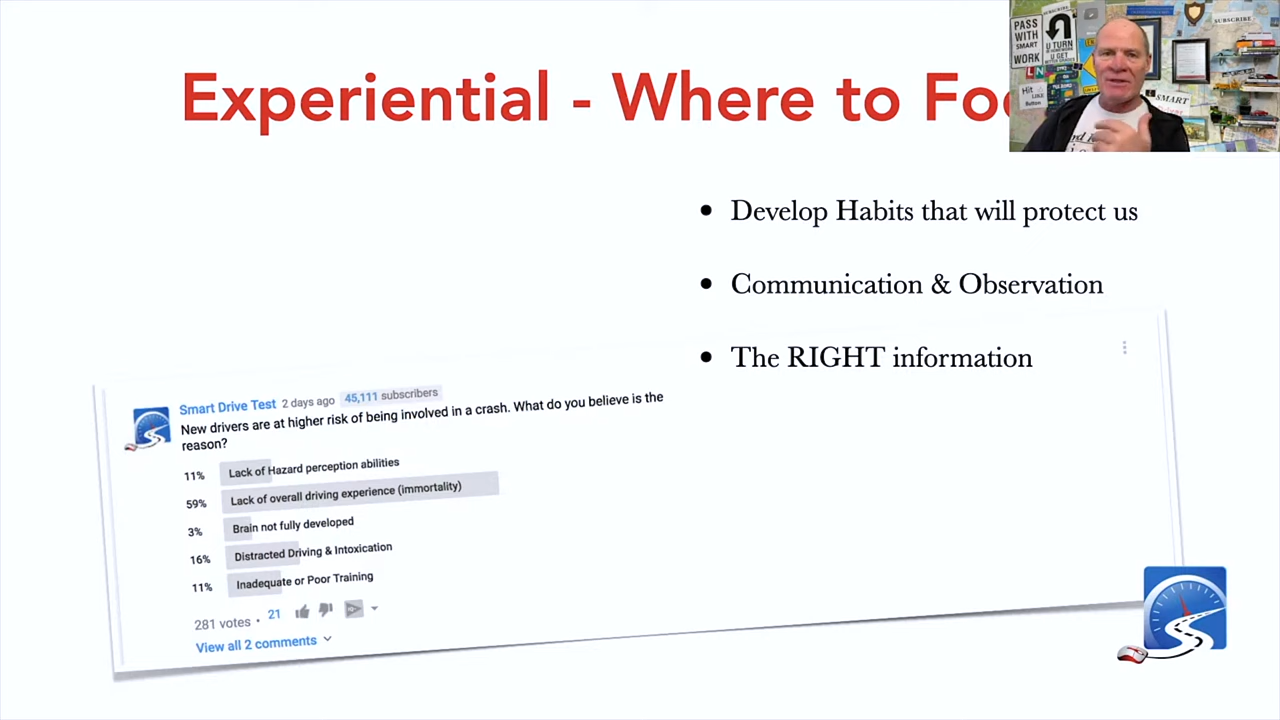 Experiential - Where to Fo
PASS
WITH
SMART
WORK
SUBSCRIBE
U TURN
U GET
SUBSCRIBE
Hit
Button
SMART
Develop Habits that will protect us
Communication & Observation
The RIGHT information
Smart Drive Test 2 days ago 45,111 subscribers
New drivers are at higher risk of being involved in a crash. What do you believe is the
reason?
11% Lack of Hazard perception abilities
59% Lack of overall driving experience (immortality)
3% Brain not fully developed
16% Distracted Driving & Intoxication
11% Inadequate or Poor Training
281 votes • 21
View all 2 comments